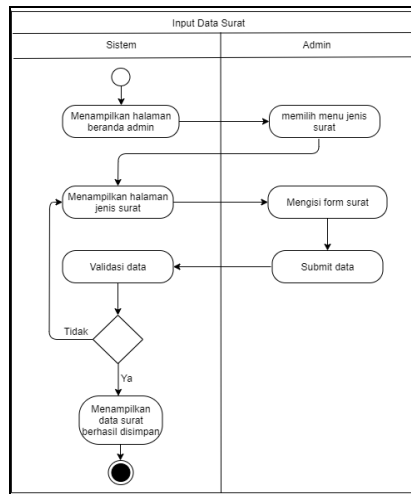 Input Data Surat
Sistem
Admin
Menampilkan halaman
beranda admin
memilih menu jenis
surat
Menampilkan halaman
jenis surat
Mengisi form surat
Validasi data
Submit data
Tidak
Ya
Menampilkan
data surat
berhasil disimpan